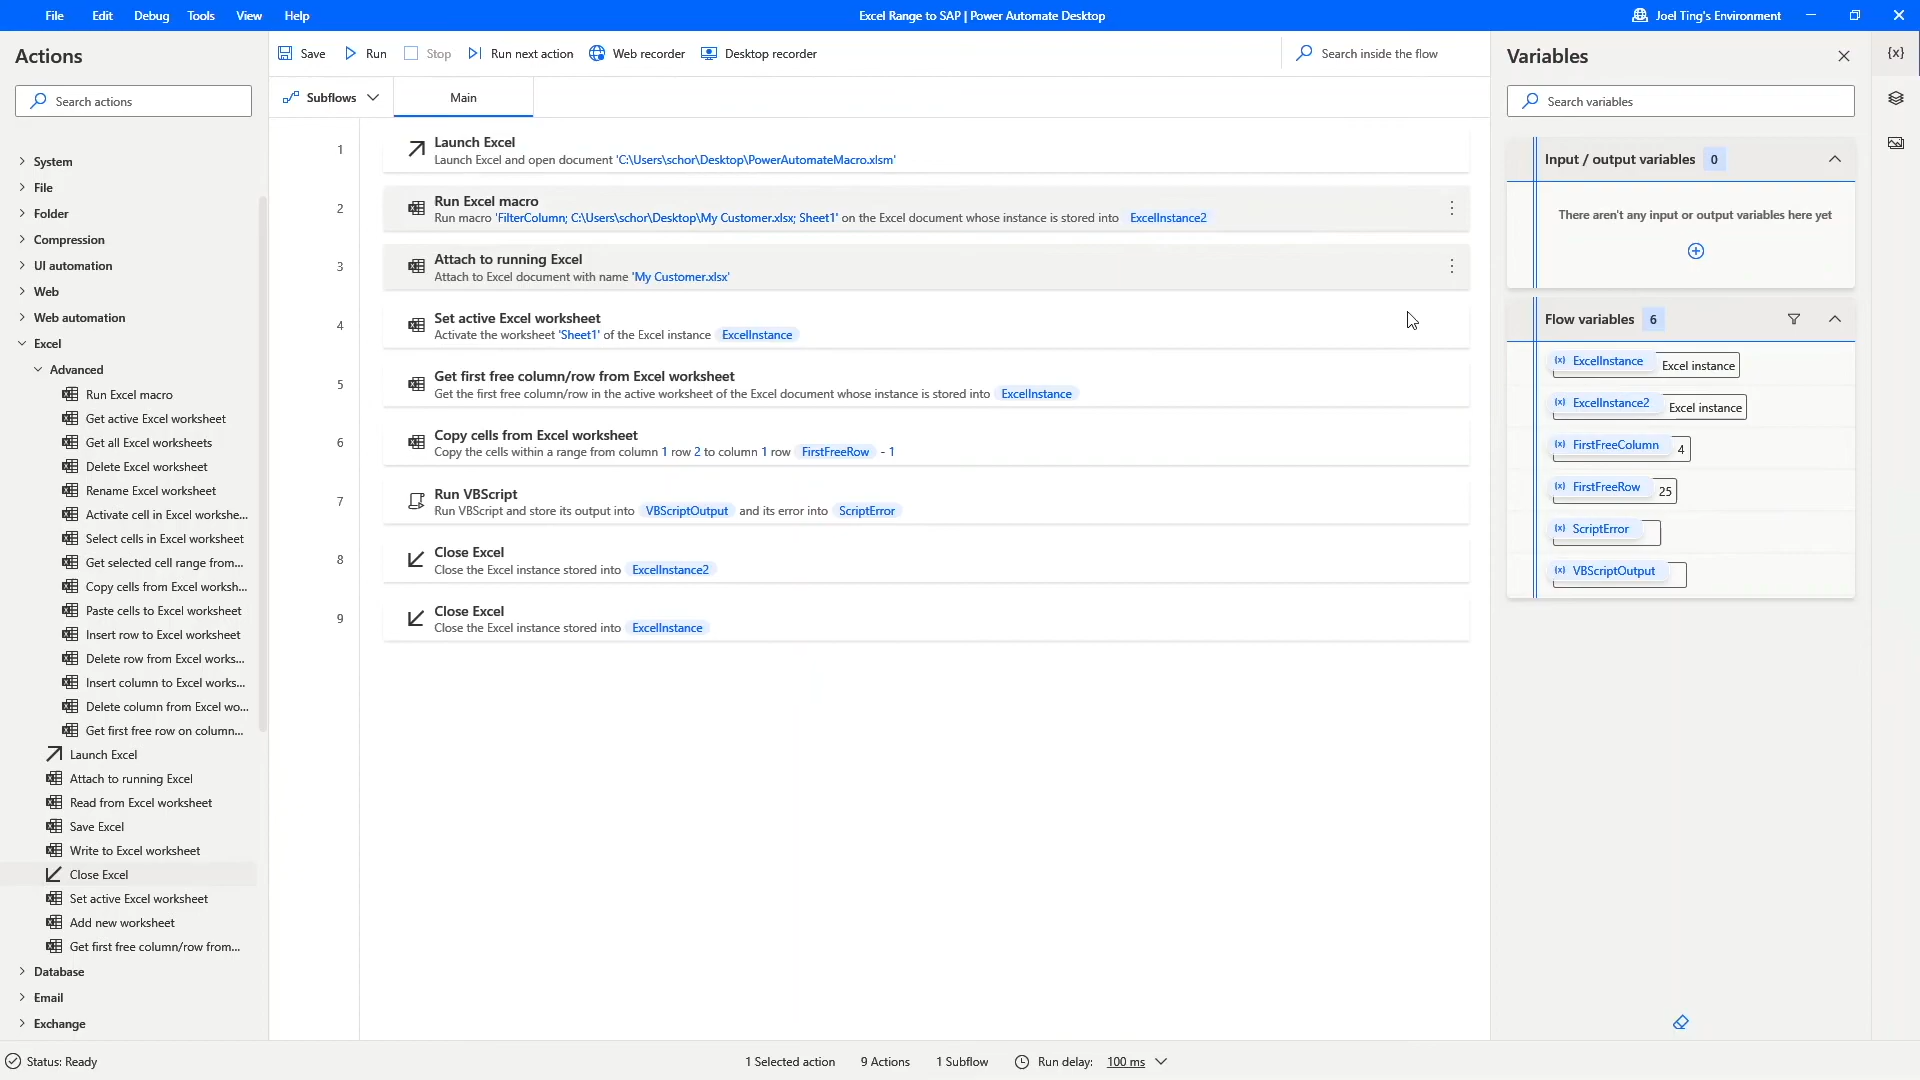 File Edit Debug Tools View Help
Excel Range to SAP | Power Automate Desktop
Joel Ting's Environment
Actions
Search actions
System
File
Folder
Compression
UI automation
Web
Web automation
Excel
Advanced
Run Excel macro
Get active Excel worksheet
Get all Excel worksheets
Delete Excel worksheet
Rename Excel worksheet
Activate cell in Excel workshe...
Select cells in Excel worksheet
Get selected cell range from...
Copy cells from Excel worksh...
Paste cells to Excel worksheet
Insert row to Excel worksheet
Delete row from Excel works...
Insert column to Excel works...
Delete column from Excel wo...
Get first free row on column...
Launch Excel
Attach to running Excel
Read from Excel worksheet
Save Excel
Write to Excel worksheet
Close Excel
Set active Excel worksheet
Add new worksheet
Get first free column/row from...
Database
Email
Exchange
Save Run Stop Run next action Web recorder Desktop recorder
Search inside the flow
Subflows Main
1
Launch Excel
Launch Excel and open document 'C:\Users\schor\Desktop\PowerAutomateMacro.xlsm'
2
Run Excel macro
Run macro 'FilterColumn; C:\Users\schor\Desktop\My Customer.xlsx; Sheet1' on the Excel document whose instance is stored into ExcelInstance2
3
Attach to running Excel
Attach to Excel document with name 'My Customer.xlsx'
4
Set active Excel worksheet
Activate the worksheet 'Sheet1' of the Excel instance ExcelInstance
5
Get first free column/row from Excel worksheet
Get the first free column/row in the active worksheet of the Excel document whose instance is stored into ExcelInstance
6
Copy cells from Excel worksheet
Copy the cells within a range from column 1 row 2 to column 1 row FirstFreeRow - 1
7
Run VBScript
Run VBScript and store its output into VBScriptOutput and its error into ScriptError
8
Close Excel
Close the Excel instance stored into ExcelInstance2
9
Close Excel
Close the Excel instance stored into ExcelInstance
Variables
{x}
Search variables
Input / output variables 0
There aren't any input or output variables here yet
Flow variables 6
(x) ExcelInstance Excel instance
(x) ExcelInstance2 Excel instance
(x) FirstFreeColumn 4
(x) FirstFreeRow 25
(x) ScriptError
(x) VBScriptOutput
Status: Ready
1 Selected action 9 Actions 1 Subflow Run delay: 100 ms